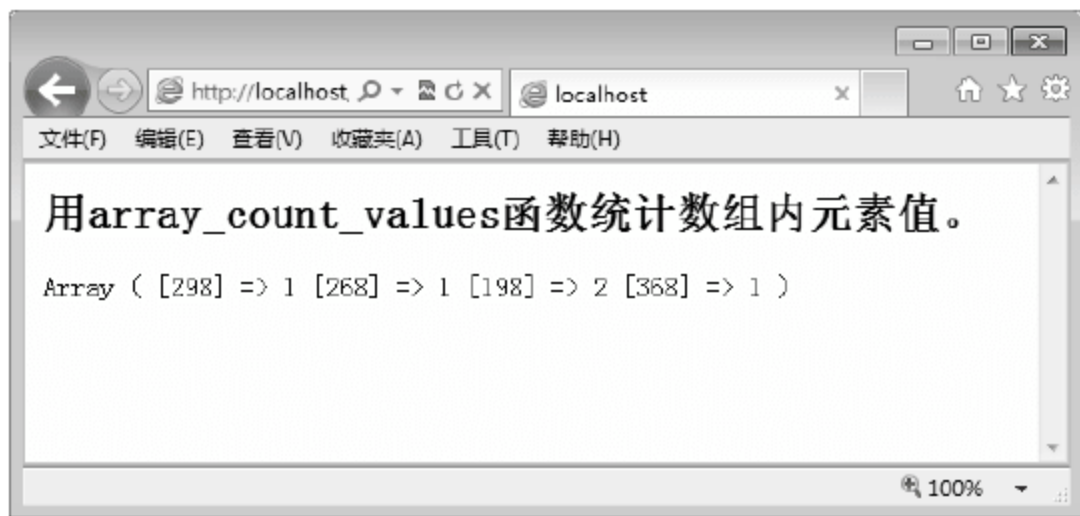 http://localhost
localhost
文件(F) 编辑(E) 查看(V) 收藏夹(A) 工具(T) 帮助(H)
用array_count_values函数统计数组内元素值。
Array ( [298] => 1 [268] => 1 [198] => 2 [368] => 1 )
100%